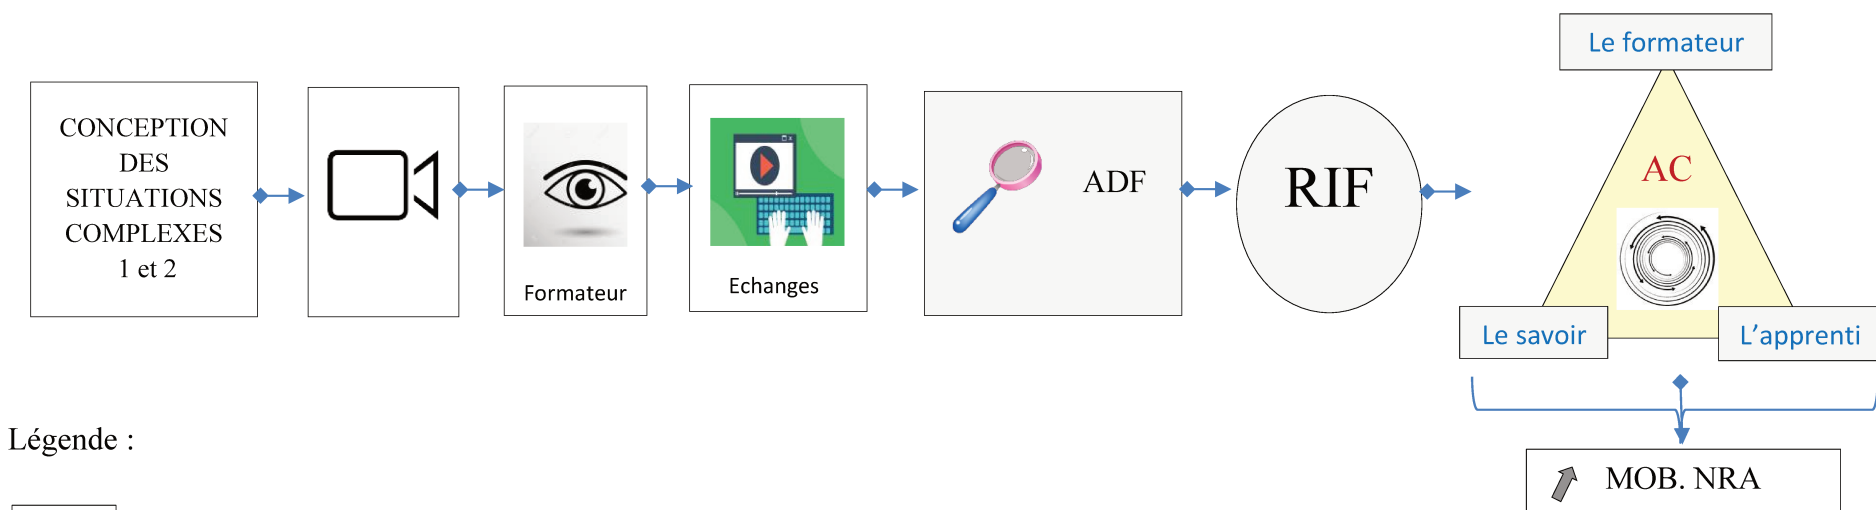 CONCEPTION
DES
SITUATIONS
COMPLEXES
1 et 2
Formateur
Echanges
ADF
RIF
Le formateur
AC
Le savoir
L’apprenti
MOB. NRA
Légende :